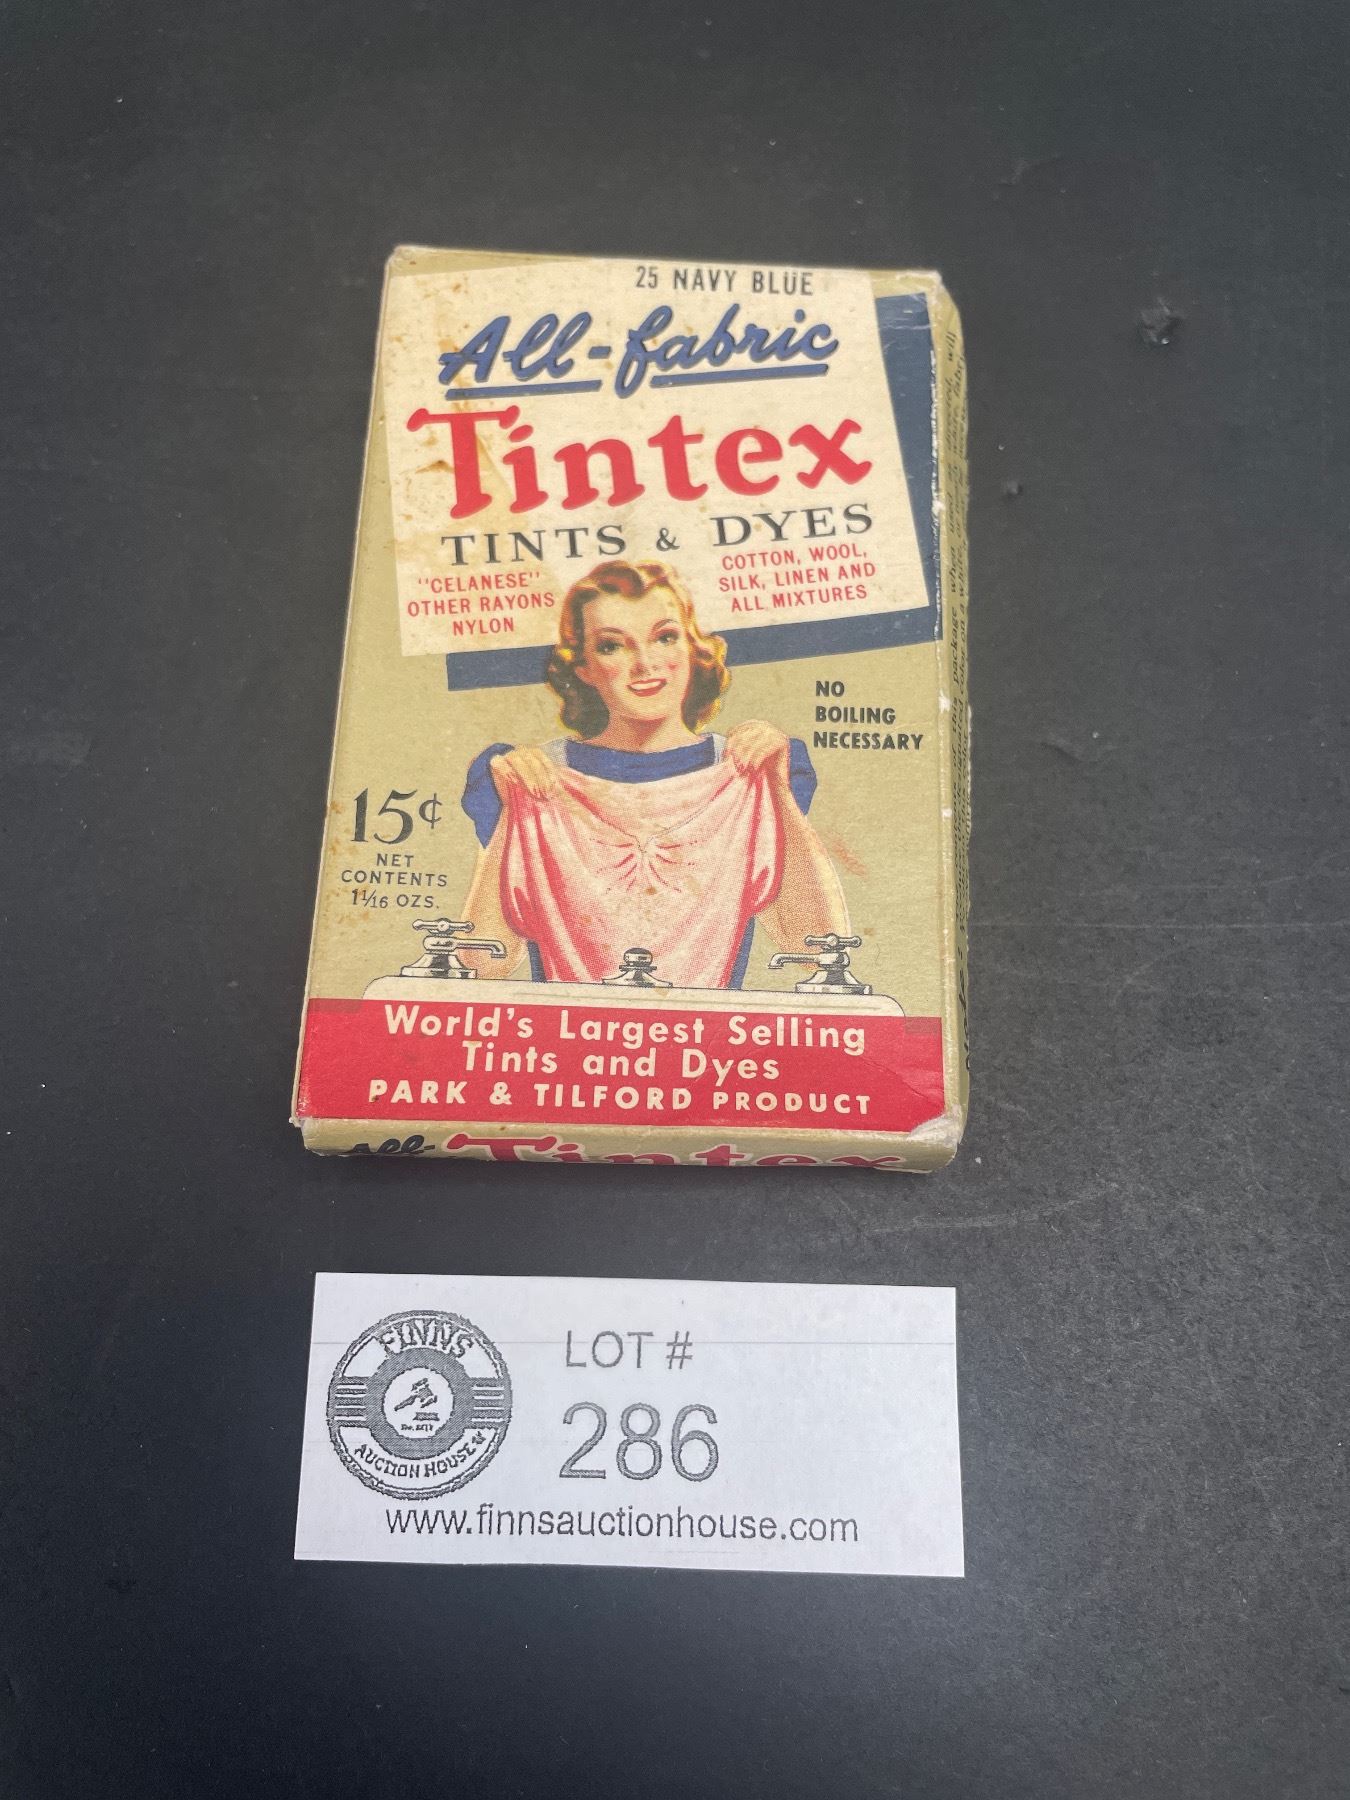 25 NAVY BLUE
All-fabric
Tintex
TINTS & DYES
"CELANESE"
OTHER RAYONS
NYLON
COTTON, WOOL,
SILK, LINEN AND
ALL MIXTURES
NO
BOILING
NECESSARY
15¢
NET
CONTENTS
1 1/16 OZS.
World's Largest Selling
Tints and Dyes
PARK & TILFORD PRODUCT
All- Tintex
FINNS
AUCTION HOUSE
LOT #
286
www.finnsauctionhouse.com